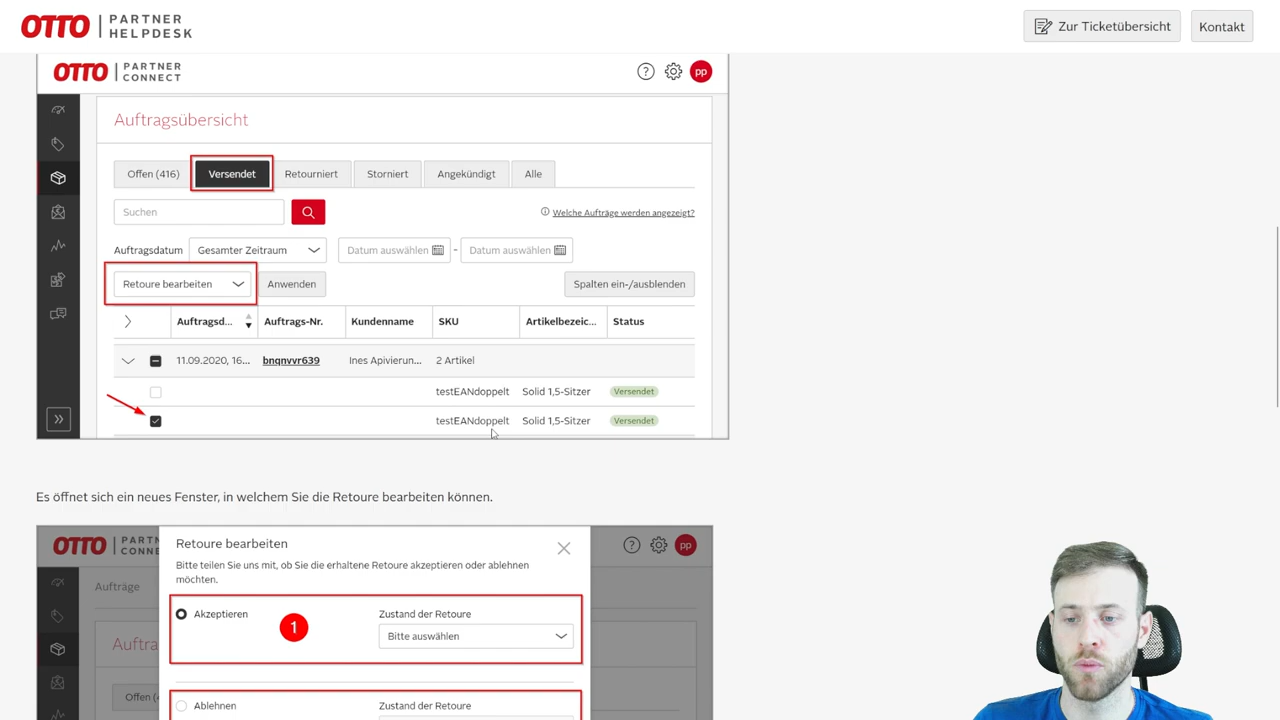 OTTO | PARTNER HELPDESK
Zur Ticketübersicht
Kontakt
OTTO | PARTNER CONNECT
?
pp
Auftragsübersicht
Offen (416)
Versendet
Retourniert
Storniert
Angekündigt
Alle
Suchen
Welche Aufträge werden angezeigt?
Auftragsdatum
Gesamter Zeitraum
Datum auswählen
-
Datum auswählen
Retoure bearbeiten
Anwenden
Spalten ein-/ausblenden
Auftragsd...
Auftrags-Nr.
Kundenname
SKU
Artikelbezeic...
Status
11.09.2020, 16...
bnqnvvr639
Ines Apivierun...
2 Artikel
testEANdoppelt
Solid 1,5-Sitzer
Versendet
testEANdoppelt
Solid 1,5-Sitzer
Versendet
Es öffnet sich ein neues Fenster, in welchem Sie die Retoure bearbeiten können.
OTTO | PARTN CONNE
Retoure bearbeiten
?
pp
Bitte teilen Sie uns mit, ob Sie die erhaltene Retoure akzeptieren oder ablehnen
möchten.
Aufträge
Akzeptieren
1
Zustand der Retoure
Bitte auswählen
Auftra
Offen (4
Ablehnen
Zustand der Retoure